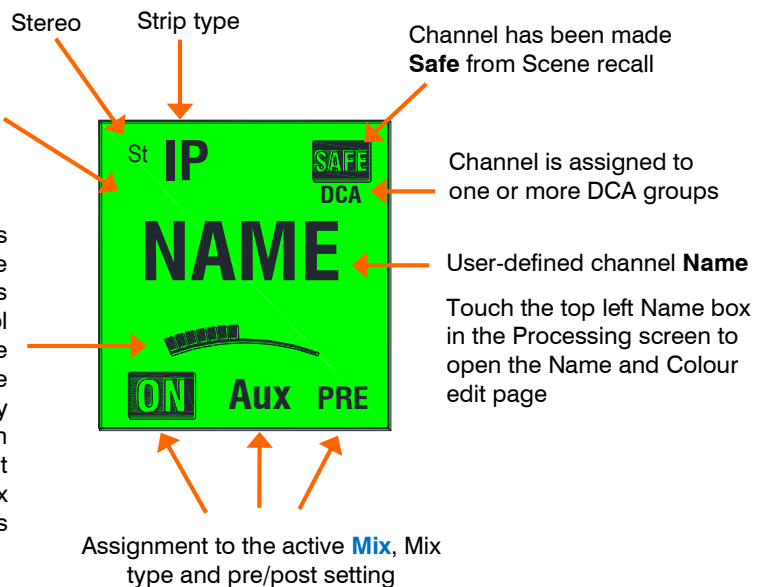 Stereo
Strip type
Channel has been made
Safe from Scene recall
St IP
SAFE
DCA
Channel is assigned to
one or more DCA groups
NAME
User-defined channel Name
Touch the top left Name box
in the Processing screen to
open the Name and Colour
edit page
ON Aux PRE
Assignment to the active Mix, Mix
type and pre/post setting